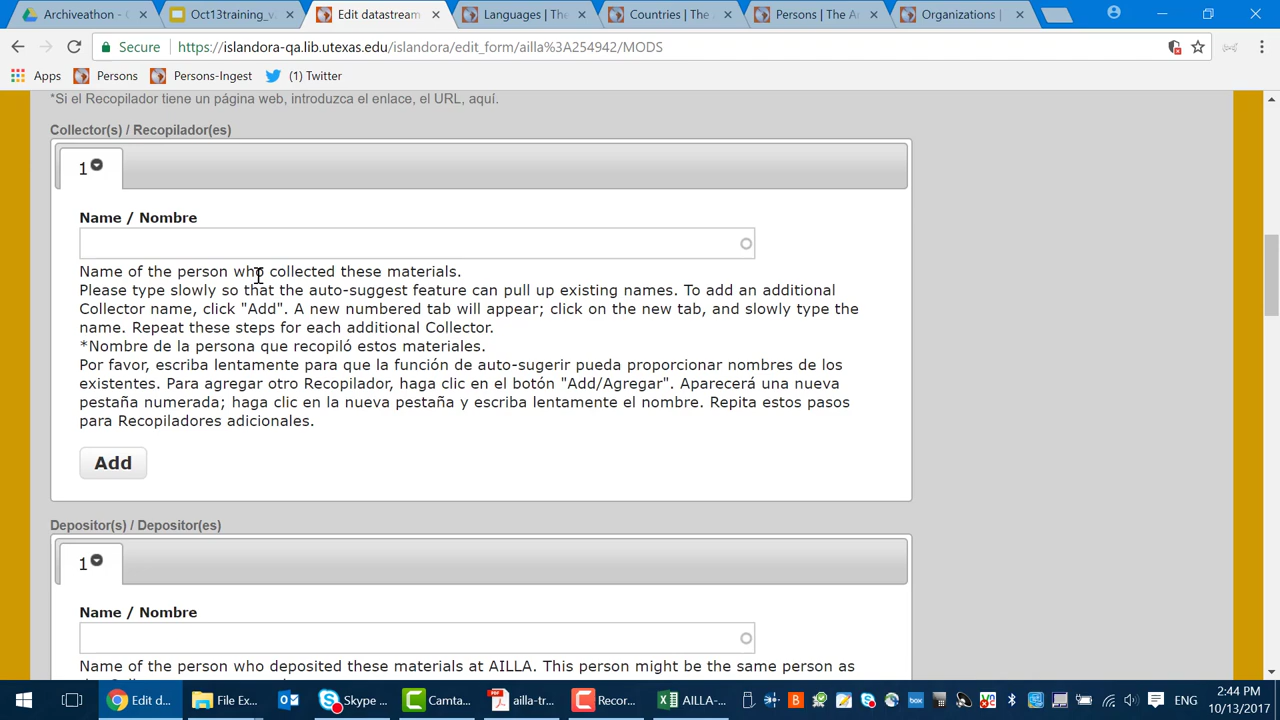 Archiveathon - G
Oct13training_v
Edit datastream
Languages | The
Countries | The A
Persons | The Ai
Organizations |
Secure
https://islandora-qa.lib.utexas.edu/islandora/edit_form/ailla%3A254942/MODS
Apps Persons Persons-Ingest (1) Twitter
*Si el Recopilador tiene un página web, introduzca el enlace, el URL, aquí.
Collector(s) / Recopilador(es)
1
Name / Nombre
Name of the person who collected these materials.
Please type slowly so that the auto-suggest feature can pull up existing names. To add an additional
Collector name, click "Add". A new numbered tab will appear; click on the new tab, and slowly type the
name. Repeat these steps for each additional Collector.
*Nombre de la persona que recopiló estos materiales.
Por favor, escriba lentamente para que la función de auto-sugerir pueda proporcionar nombres de los
existentes. Para agregar otro Recopilador, haga clic en el botón "Add/Agregar". Aparecerá una nueva
pestaña numerada; haga clic en la nueva pestaña y escriba lentamente el nombre. Repita estos pasos
para Recopiladores adicionales.
Add
Depositor(s) / Depositor(es)
1
Name / Nombre
Name of the person who deposited these materials at AILLA. This person might be the same person as
Edit d... File Ex... Skype ... Camta... ailla-tr... Recor... AILLA-... ENG
2:44 PM
10/13/2017